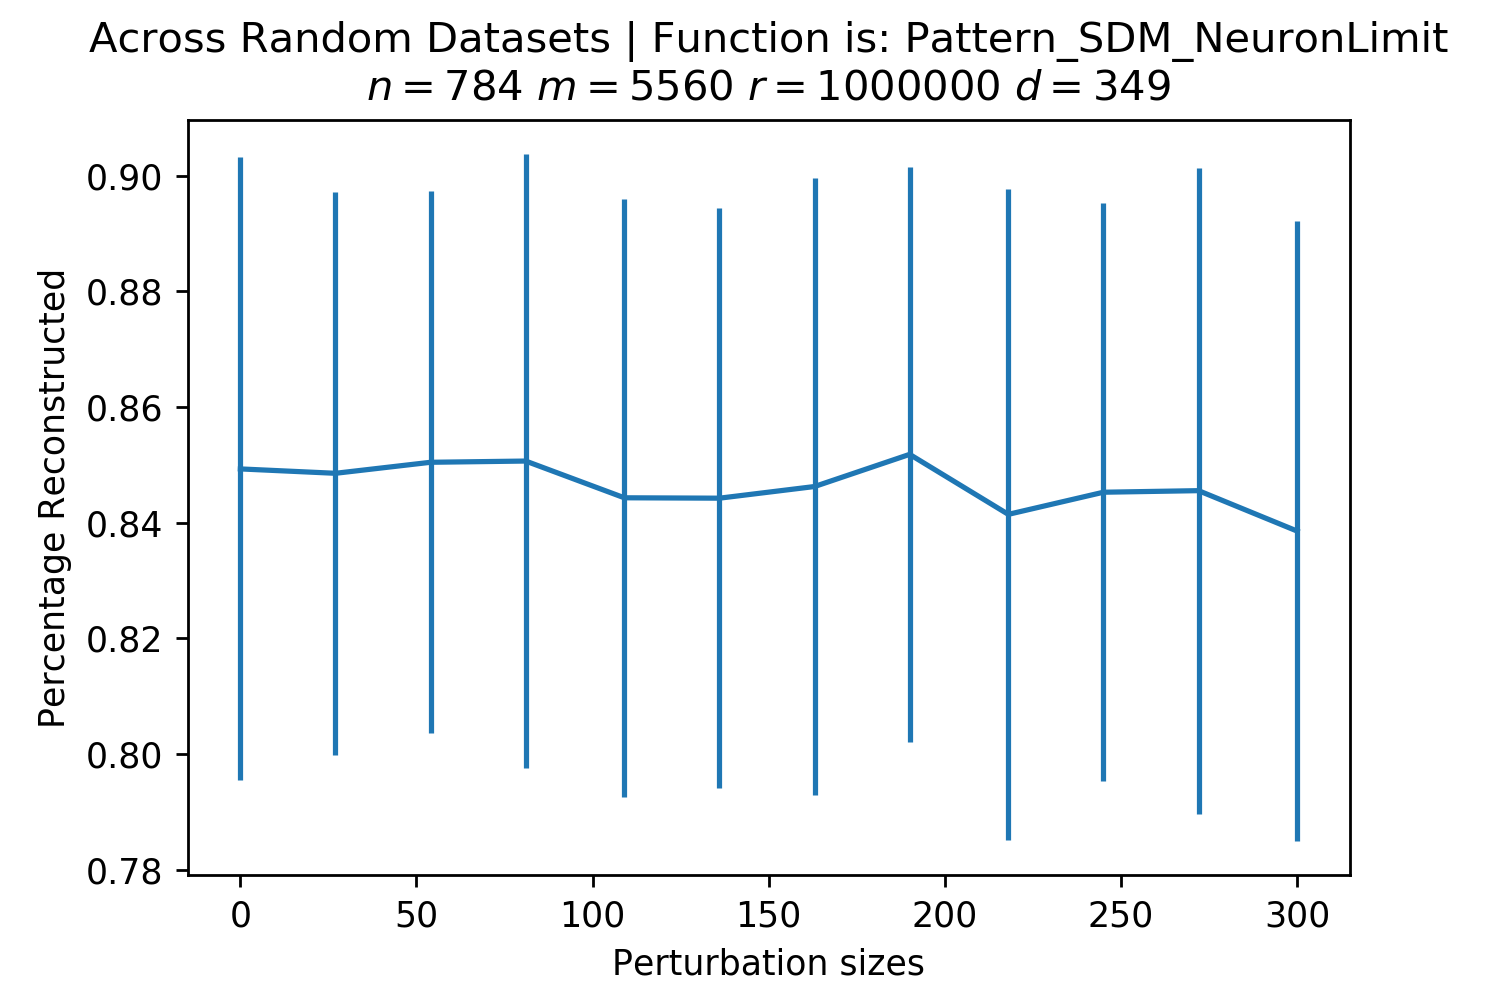 Across Random Datasets | Function is: Pattern_SDM_NeuronLimit
n = 784 m = 5560 r = 1000000 d = 349
Percentage Reconstructed
0.90
0.88
0.86
0.84
0.82
0.80
0.78
0 50 100 150 200 250 300
Perturbation sizes